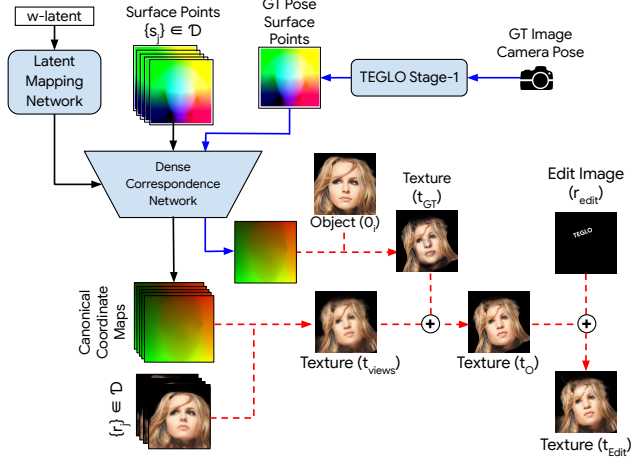 w-latent
Surface Points
{s_j} ∈ 𝒟
GT Pose
Surface
Points
GT Image
Camera Pose
Latent
Mapping
Network
TEGLO Stage-1
Dense
Correspondence
Network
Texture
(t_GT)
Edit Image
(r_edit)
Object (0_i)
TEGLO
Canonical
Coordinate
Maps
+
+
Texture (t_views)
Texture (t_O)
{r_j} ∈ 𝒟
Texture (t_Edit)